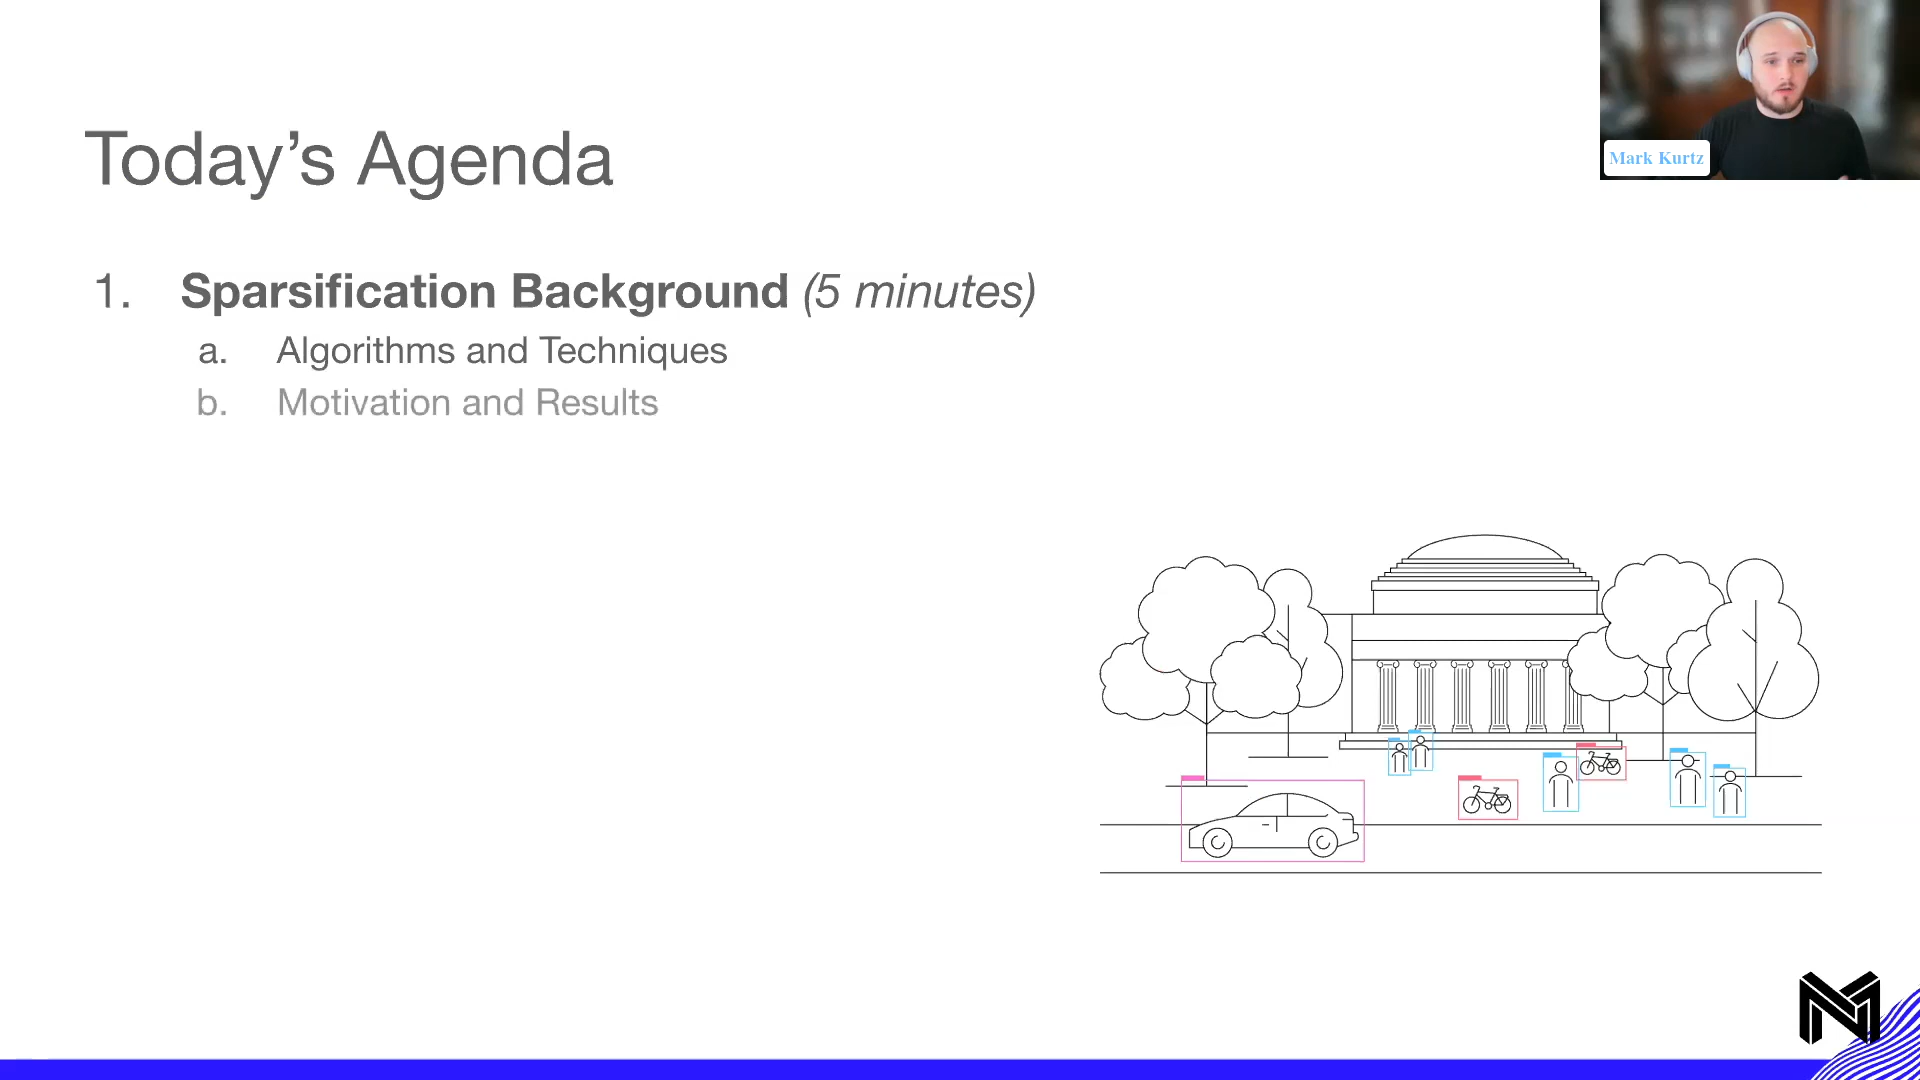 Today’s Agenda
1. Sparsification Background (5 minutes)
a. Algorithms and Techniques
b. Motivation and Results
Mark Kurtz